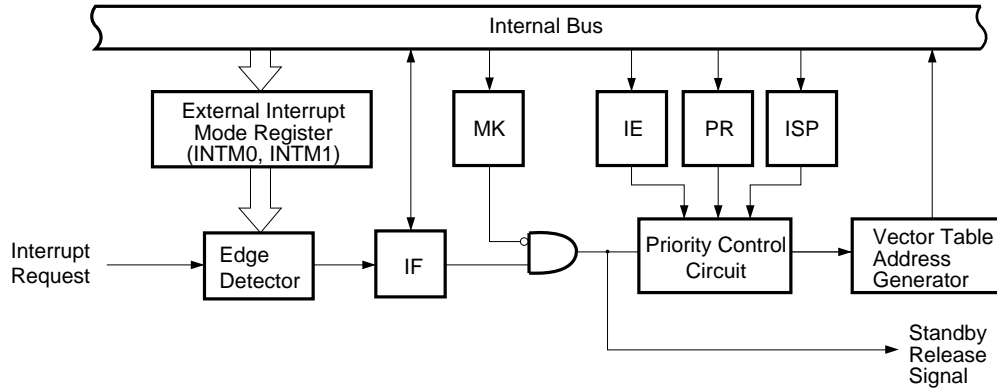 Internal Bus
External Interrupt
Mode Register
(INTM0, INTM1)
MK
IE
PR
ISP
Interrupt
Request
Edge
Detector
IF
Priority Control
Circuit
Vector Table
Address
Generator
Standby
Release
Signal